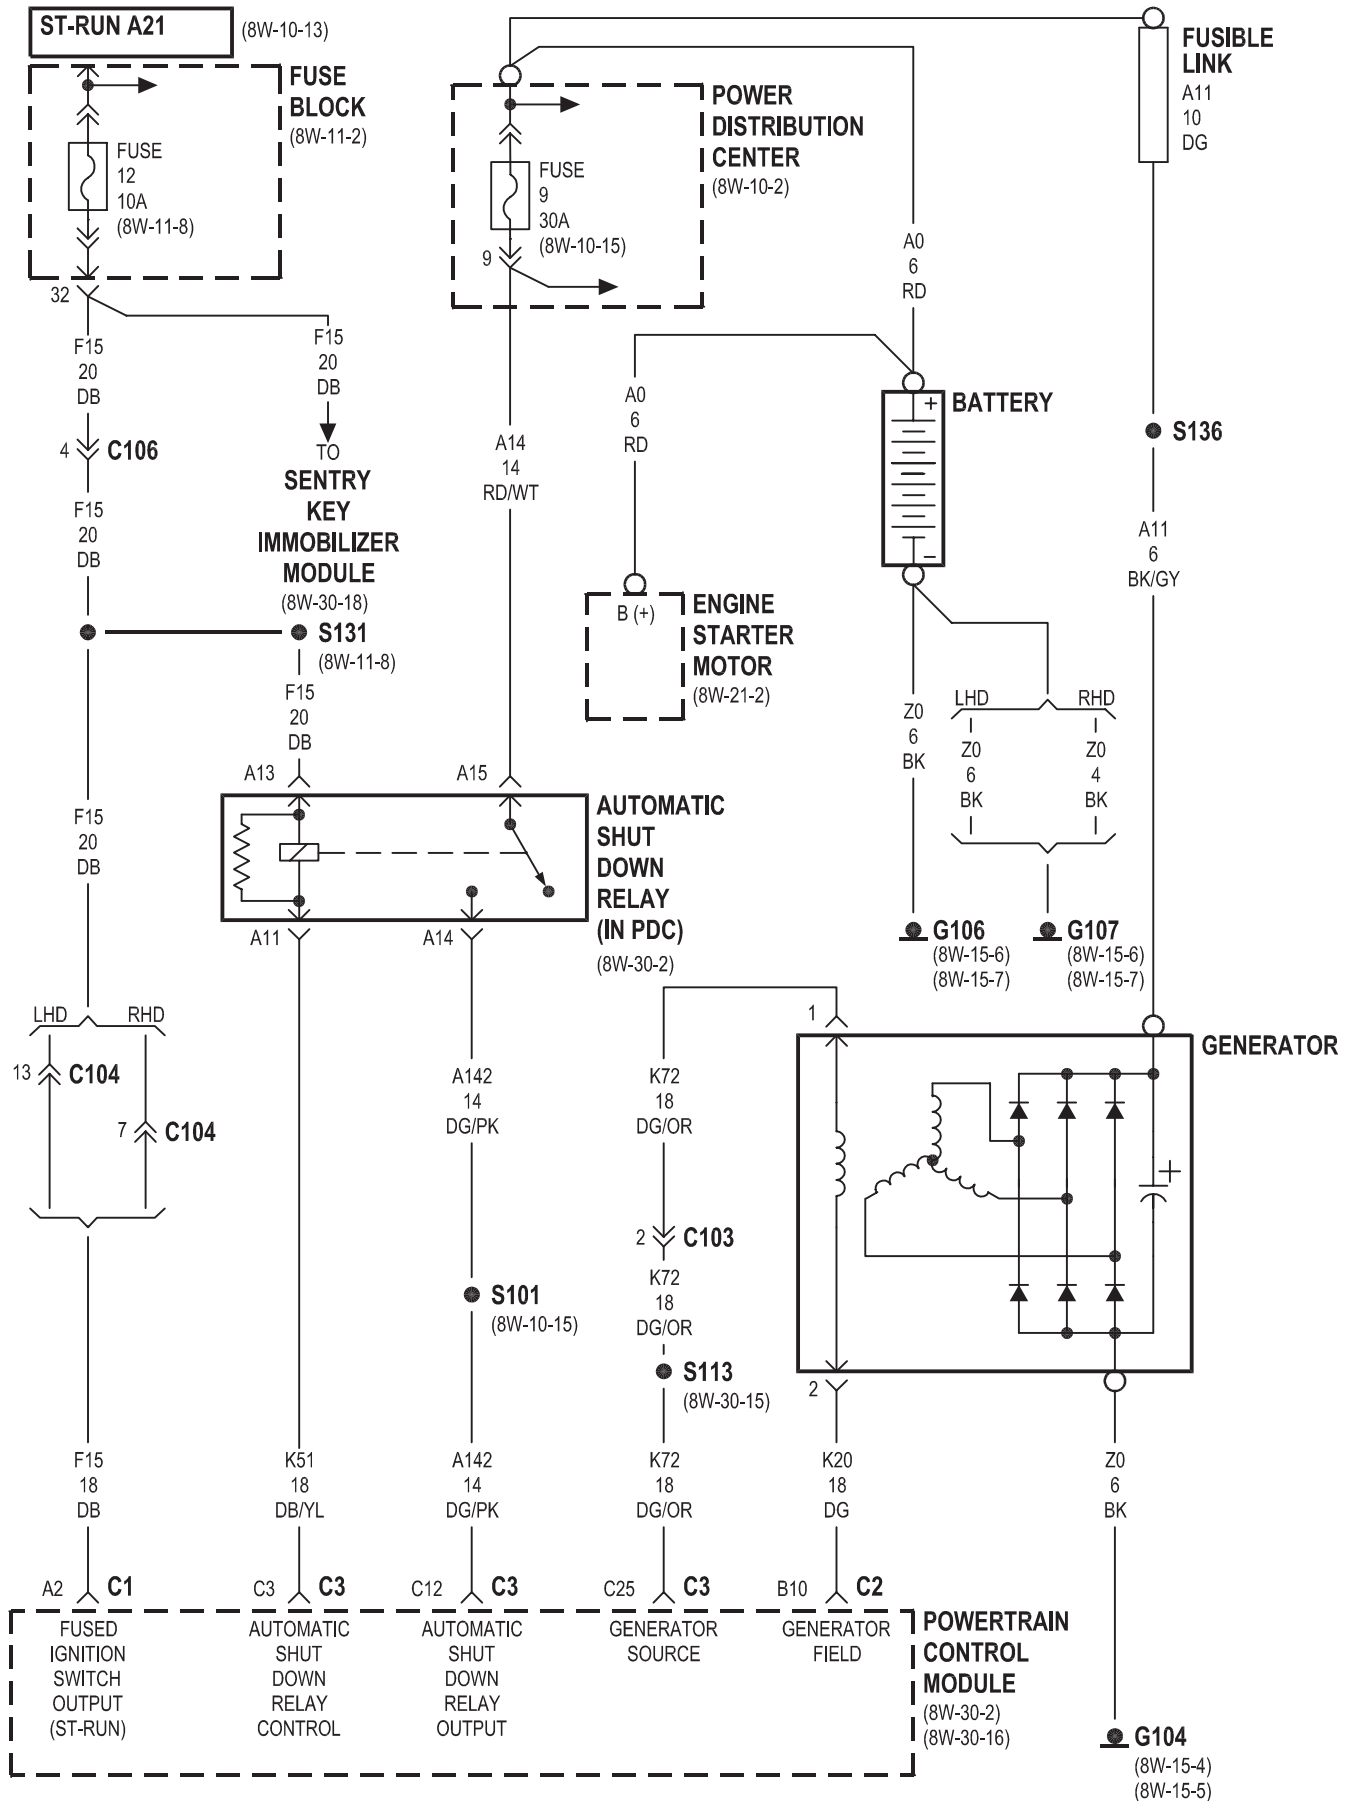 ST-RUN A21
(8W-10-13)
FUSE
BLOCK
(8W-11-2)
FUSE
12
10A
(8W-11-8)
32
F15
20
DB
F15
20
DB
TO
SENTRY
KEY
IMMOBILIZER
MODULE
(8W-30-18)
4
C106
F15
20
DB
S131
(8W-11-8)
F15
20
DB
F15
20
DB
POWER
DISTRIBUTION
CENTER
(8W-10-2)
FUSE
9
30A
(8W-10-15)
9
A14
14
RD/WT
FUSIBLE
LINK
A11
10
DG
A0
6
RD
A0
6
RD
+
BATTERY
–
S136
A11
6
BK/GY
B (+)
ENGINE
STARTER
MOTOR
(8W-21-2)
Z0
6
BK
LHD
RHD
Z0
6
BK
Z0
4
BK
G106
(8W-15-6)
(8W-15-7)
G107
(8W-15-6)
(8W-15-7)
A13
A15
AUTOMATIC
SHUT
DOWN
RELAY
(IN PDC)
(8W-30-2)
A11
A14
LHD
RHD
13
C104
7
C104
A142
14
DG/PK
K72
18
DG/OR
1
GENERATOR
+
2
C103
K72
18
DG/OR
S101
(8W-10-15)
S113
(8W-30-15)
2
F15
18
DB
K51
18
DB/YL
A142
14
DG/PK
K72
18
DG/OR
K20
18
DG
Z0
6
BK
A2
C1
C3
C3
C12
C3
C25
C3
B10
C2
FUSED
IGNITION
SWITCH
OUTPUT
(ST-RUN)
AUTOMATIC
SHUT
DOWN
RELAY
CONTROL
AUTOMATIC
SHUT
DOWN
RELAY
OUTPUT
GENERATOR
SOURCE
GENERATOR
FIELD
POWERTRAIN
CONTROL
MODULE
(8W-30-2)
(8W-30-16)
G104
(8W-15-4)
(8W-15-5)